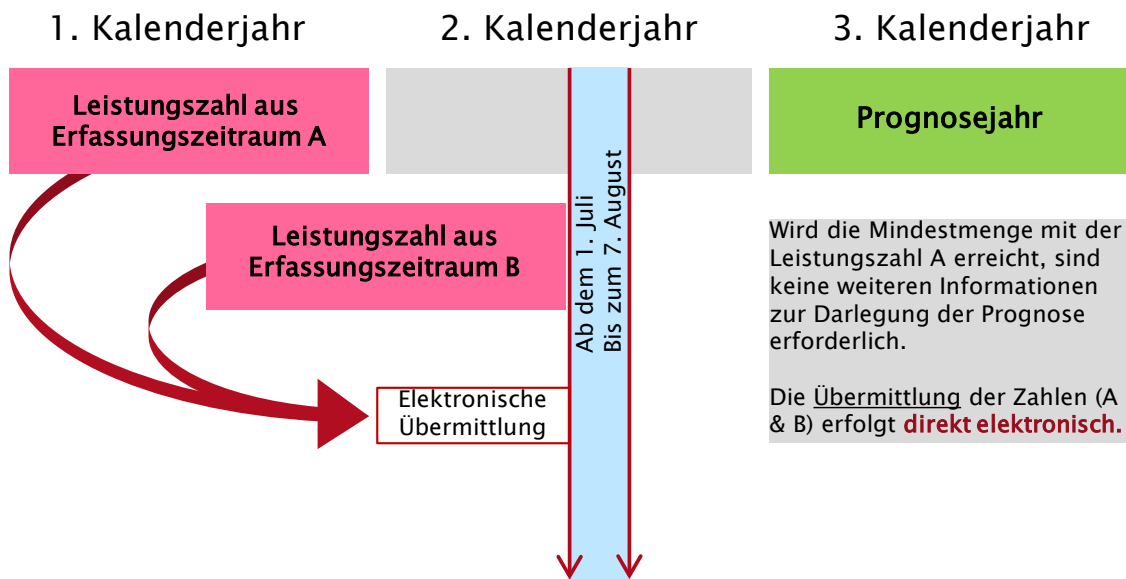 1. Kalenderjahr
2. Kalenderjahr
3. Kalenderjahr
Leistungszahl aus
Erfassungszeitraum A
Prognosejahr
Leistungszahl aus
Erfassungszeitraum B
Ab dem 1. Juli
Bis zum 7. August
Elektronische
Übermittlung
Wird die Mindestmenge mit der
Leistungszahl A erreicht, sind
keine weiteren Informationen
zur Darlegung der Prognose
erforderlich.
Die Übermittlung der Zahlen (A
& B) erfolgt direkt elektronisch.